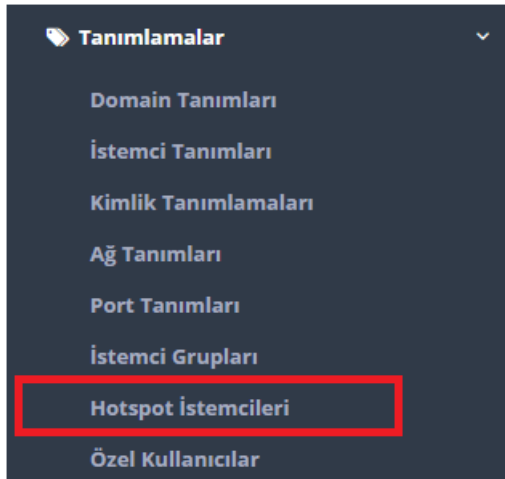 Tanımlamalar
Domain Tanımları
İstemci Tanımları
Kimlik Tanımlamaları
Ağ Tanımları
Port Tanımları
İstemci Grupları
Hotspot İstemcileri
Özel Kullanıcılar